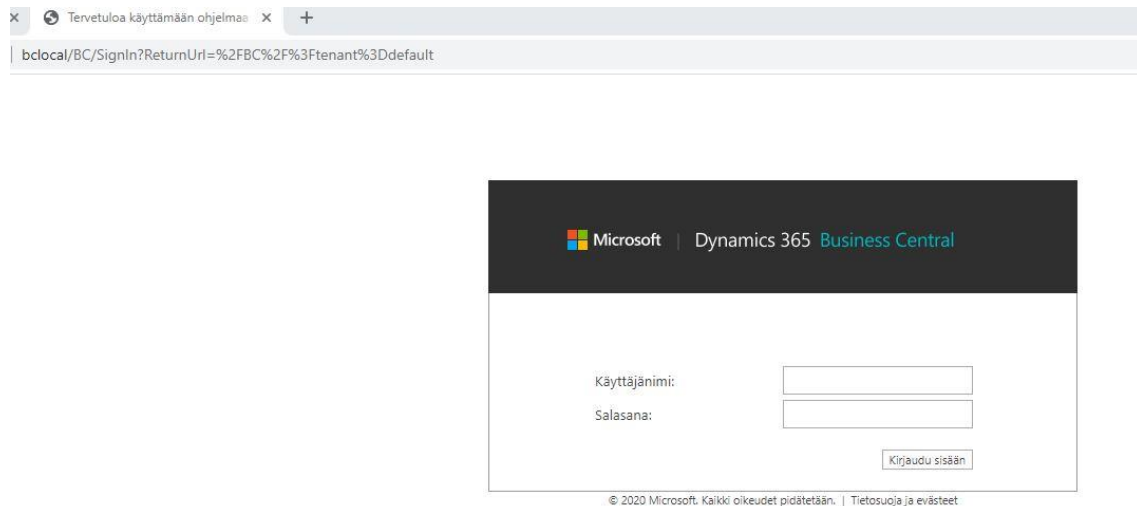 Tervetuloa käyttämään ohjelmaa
bclocal/BC/SignIn?ReturnUrl=%2FBC%2F%3Ftenant%3Ddefault
Microsoft | Dynamics 365 Business Central
Käyttäjänimi:
Salasana:
Kirjaudu sisään
© 2020 Microsoft. Kaikki oikeudet pidätetään. | Tietosuoja ja evästeet